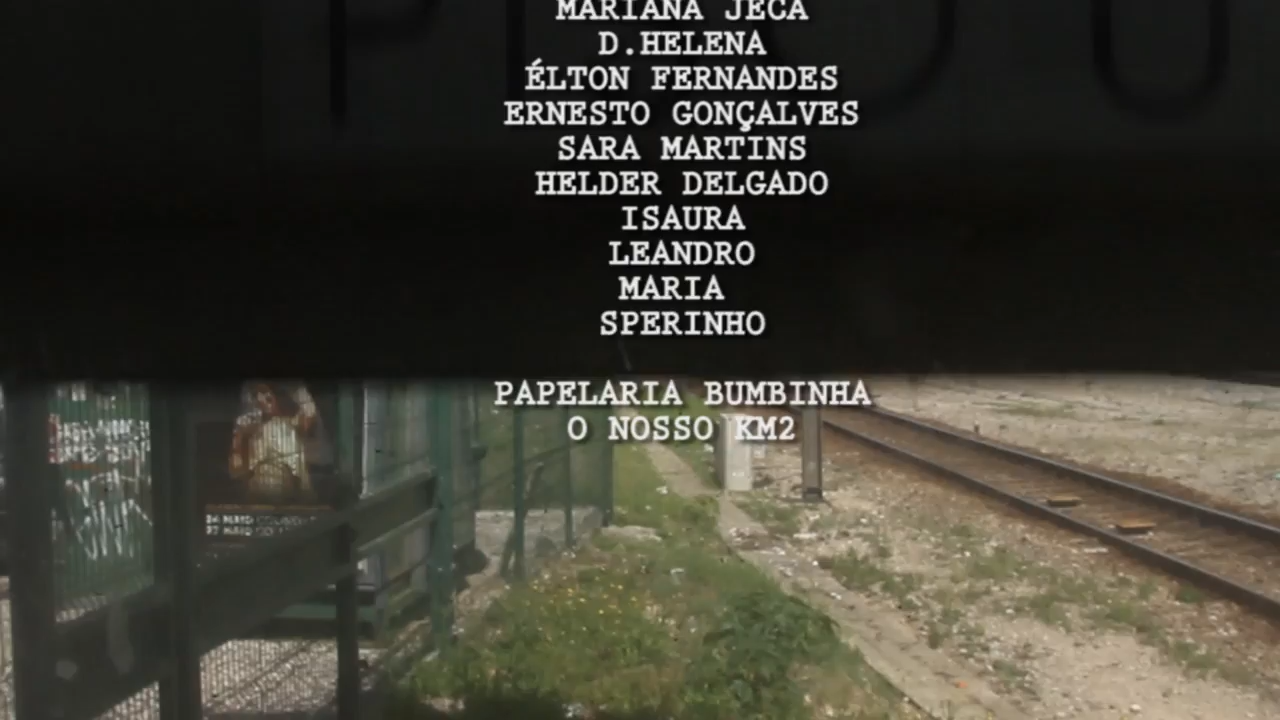 MARIANA JECA
D.HELENA
ÉLTON FERNANDES
ERNESTO GONÇALVES
SARA MARTINS
HELDER DELGADO
ISAURA
LEANDRO
MARIA
SPERINHO
PAPELARIA BUMBINHA
O NOSSO KM2